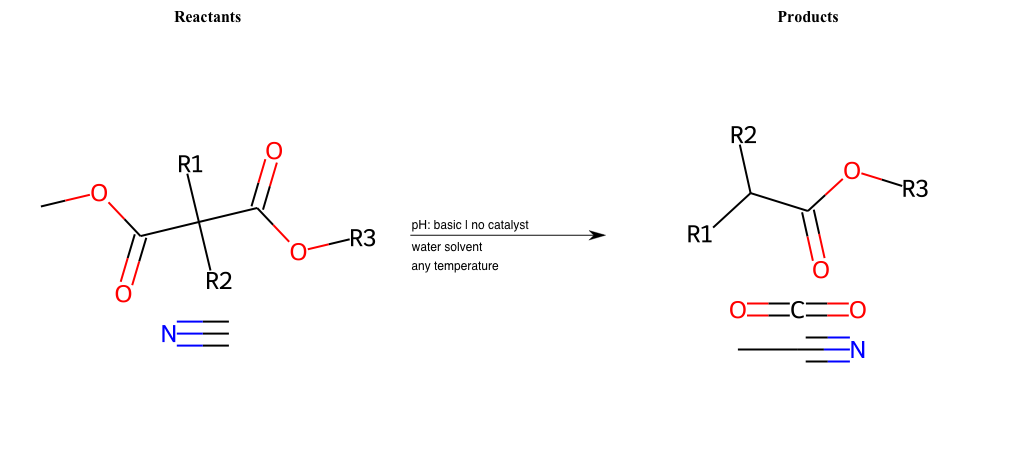 Reactants
Products
R2
R1
O
O
O
R3
O
R3
R1
pH: basic | no catalyst
water solvent
any temperature
O
R2
O
O
O
C
O
N
N